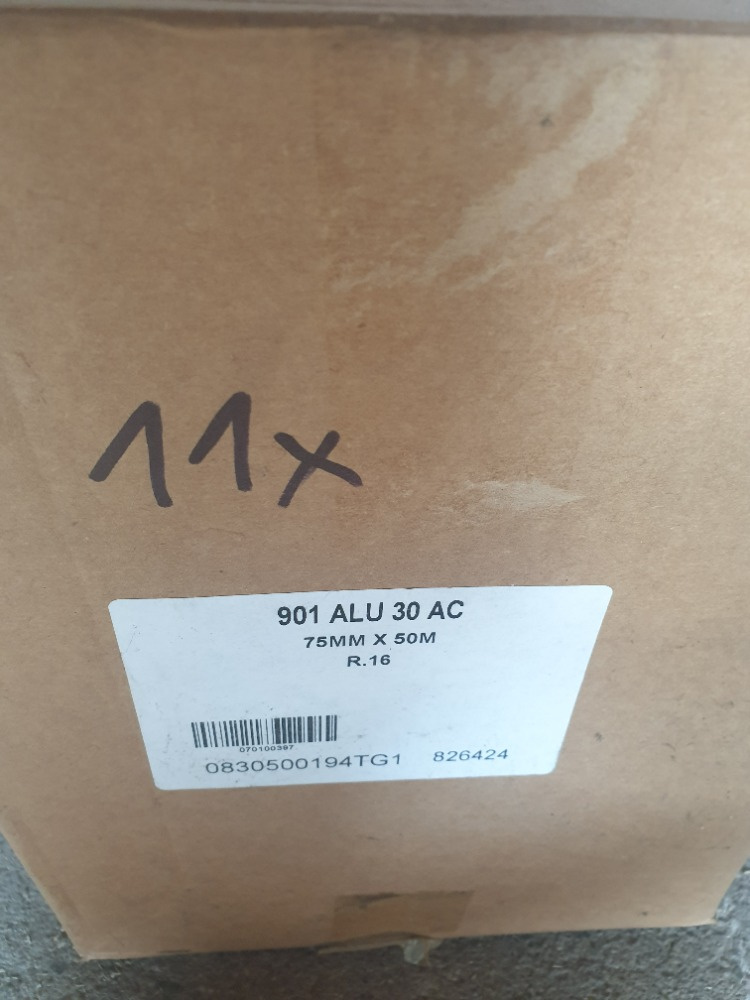 11x
901 ALU 30 AC
75MM X 50M
R.16
070100397
0830500194TG1 826424